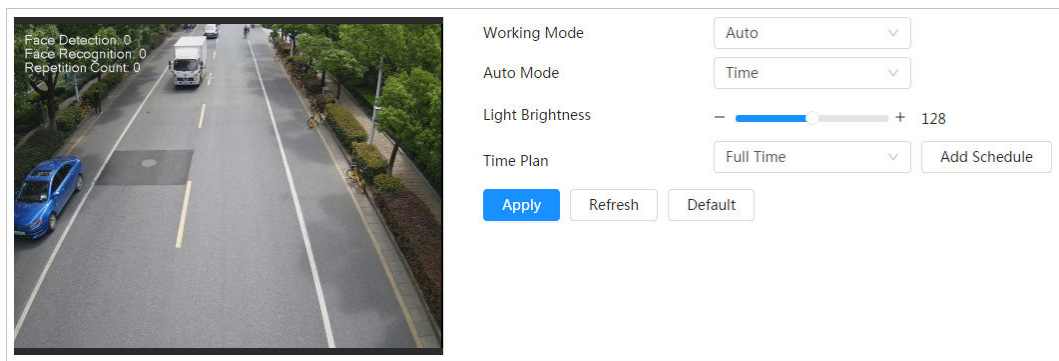 Face Detection: 0
Face Recognition: 0
Repetition Count: 0
Working Mode Auto
Auto Mode Time
Light Brightness − + 128
Time Plan Full Time Add Schedule
Apply Refresh Default